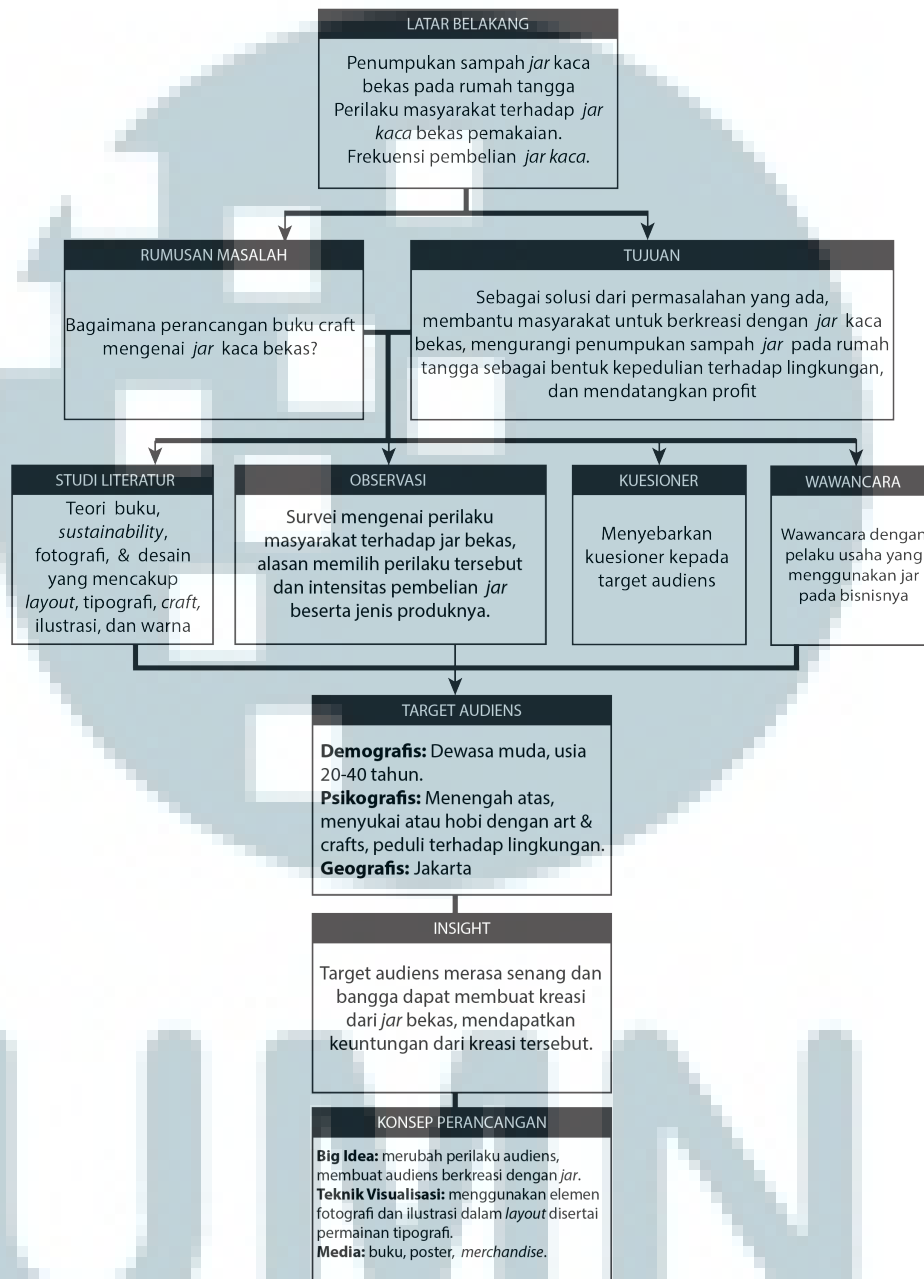 LATAR BELAKANG
Penumpukan sampah jar kaca
bekas pada rumah tangga
Perilaku masyarakat terhadap jar
kaca bekas pemakaian.
Frekuensi pembelian jar kaca.
RUMUSAN MASALAH
Bagaimana perancangan buku craft
mengenai jar kaca bekas?
TUJUAN
Sebagai solusi dari permasalahan yang ada,
membantu masyarakat untuk berkreasi dengan jar kaca
bekas, mengurangi penumpukan sampah jar pada rumah
tangga sebagai bentuk kepedulian terhadap lingkungan,
dan mendatangkan profit
STUDI LITERATUR
Teori buku,
sustainability,
fotografi, & desain
yang mencakup
layout, tipografi, craft,
ilustrasi, dan warna
OBSERVASI
Survei mengenai perilaku
masyarakat terhadap jar bekas,
alasan memilih perilaku tersebut
dan intensitas pembelian jar
beserta jenis produknya.
KUESIONER
Menyebarkan
kuesioner kepada
target audiens
WAWANCARA
Wawancara dengan
pelaku usaha yang
menggunakan jar
pada bisnisnya
TARGET AUDIENS
Demografis: Dewasa muda, usia
20-40 tahun.
Psikografis: Menengah atas,
menyukai atau hobi dengan art &
crafts, peduli terhadap lingkungan.
Geografis: Jakarta
INSIGHT
Target audiens merasa senang dan
bangga dapat membuat kreasi
dari jar bekas, mendapatkan
keuntungan dari kreasi tersebut.
KONSEP PERANCANGAN
Big Idea: merubah perilaku audiens,
membuat audiens berkreasi dengan jar.
Teknik Visualisasi: menggunakan elemen
fotografi dan ilustrasi dalam layout disertai
permainan tipografi.
Media: buku, poster, merchandise.
UMN